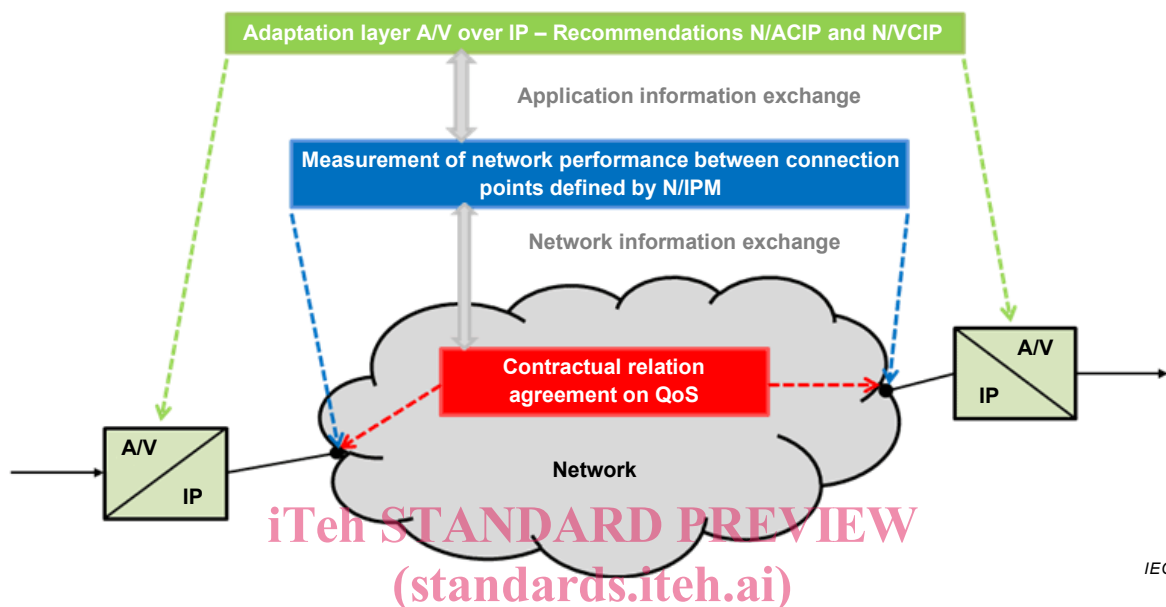 Adaptation layer A/V over IP – Recommendations N/ACIP and N/VCIP
Application information exchange
Measurement of network performance between connection
points defined by N/IPM
Network information exchange
Contractual relation
agreement on QoS
A/V
IP
A/V
IP
Network
iTeh STANDARD PREVIEW
(standards.iteh.ai)
IEC